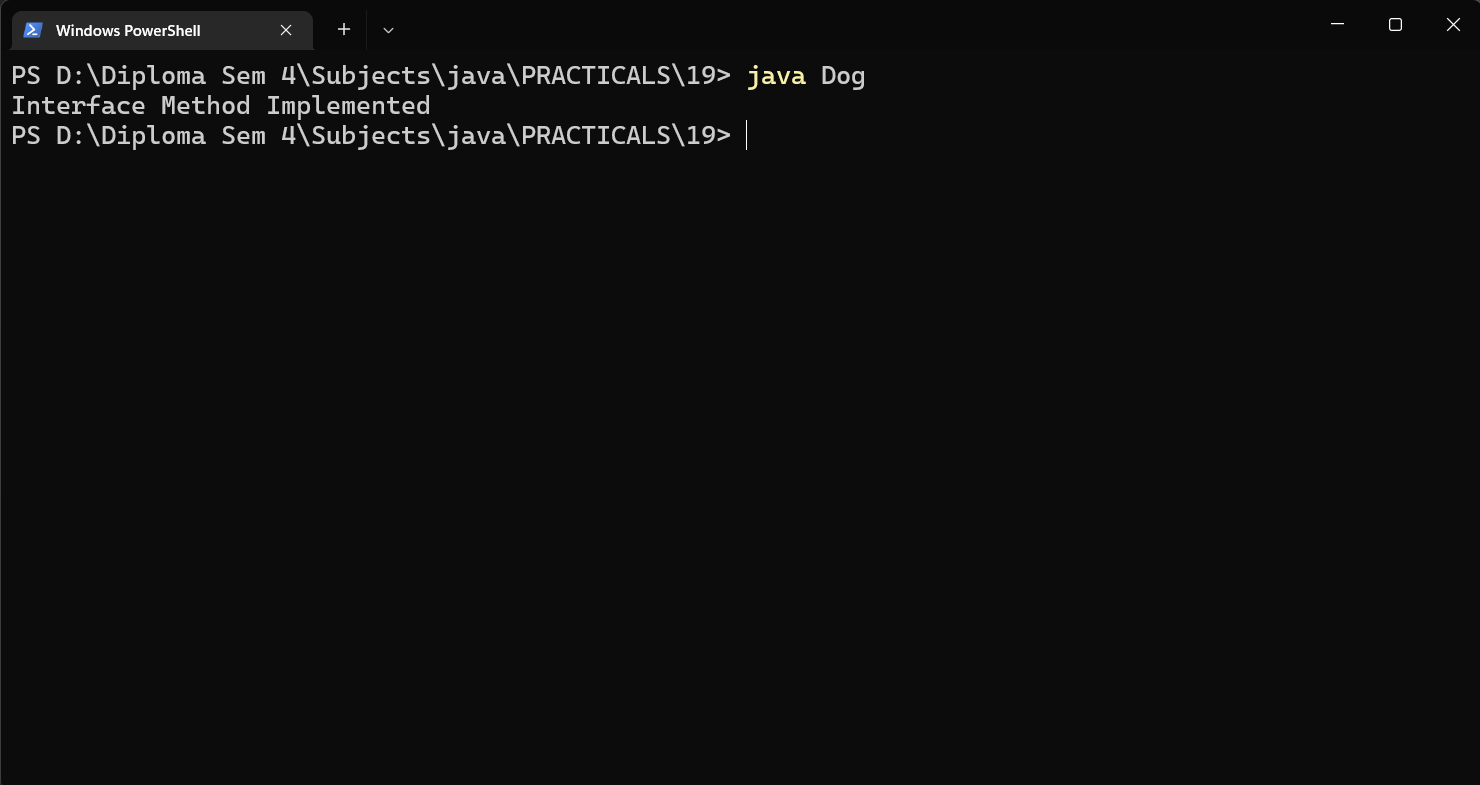 Windows PowerShell
PS D:\Diploma Sem 4\Subjects\java\PRACTICALS\19> java Dog
Interface Method Implemented
PS D:\Diploma Sem 4\Subjects\java\PRACTICALS\19>